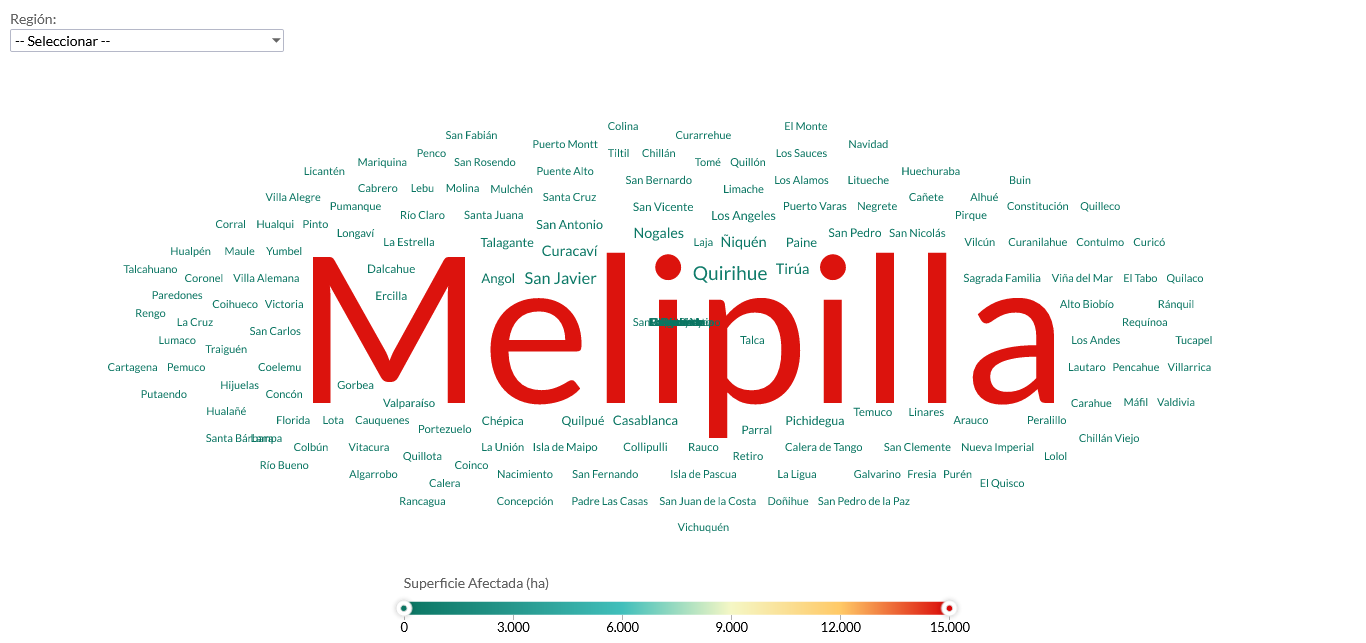 Región:
-- Seleccionar --
Colina El Monte
San Fabián Curarrehue
Puerto Montt Navidad
Penco Tiltil Chillán Los Sauces
Mariquina San Rosendo Tomé Quillón
Licantén Puente Alto Huechuraba
San Bernardo Los Alamos Litueche Buin
Cabrero Lebu Molina Mulchén Limache
Villa Alegre Santa Cruz Cañete Alhué
Pumanque San Vicente Puerto Varas Negrete Constitución Quilleco
Río Claro Santa Juana Los Angeles Pirque
Corral Hualqui Pinto San Antonio
Longaví Nogales San Pedro San Nicolás
La Estrella Talagante Laja Ñiquén Paine Vilcún Curanilahue Contulmo Curicó
Hualpén Maule Yumbel Curacaví
Talcahuano Dalcahue Quirihue Tirúa
Coronel Villa Alemana Angol San Javier Sagrada Familia Viña del Mar El Tabo Quilaco
Paredones Ercilla
Coihueco Victoria Alto Biobío Ránquil
Rengo
La Cruz Requínoa
San Carlos
Melipilla
Lumaco Talca Los Andes Tucapel
Traiguén
Cartagena Pemuco Coelemu Lautaro Pencahue Villarrica
Hijuelas Gorbea
Putaendo Concón
Valparaíso Carahue Máfil Valdivia
Hualañé Temuco Linares
Florida Lota Cauquenes Chépica Quilpué Casablanca Pichidegua Arauco Peralillo
Portezuelo Parral
Santa Bárbara Lampa Chillán Viejo
Colbún Vitacura La Unión Isla de Maipo Collipulli Rauco Calera de Tango San Clemente Nueva Imperial
Quillota Retiro Lolol
Río Bueno Coinco
Algarrobo Nacimiento San Fernando Isla de Pascua La Ligua Galvarino Fresia Purén
Calera El Quisco
Rancagua Concepción Padre Las Casas San Juan de la Costa Doñihue San Pedro de la Paz
Vichuquén
Superficie Afectada (ha)
0 3.000 6.000 9.000 12.000 15.000